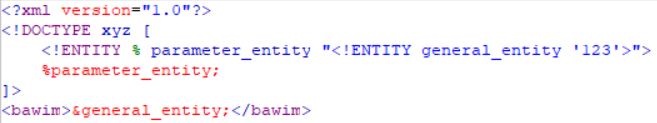 <?xml version="1.0"?>
<!DOCTYPE xyz [
    <!ENTITY % parameter_entity "<!ENTITY general_entity '123'>">
    %parameter_entity;
]>
<bawim>&general_entity;</bawim>